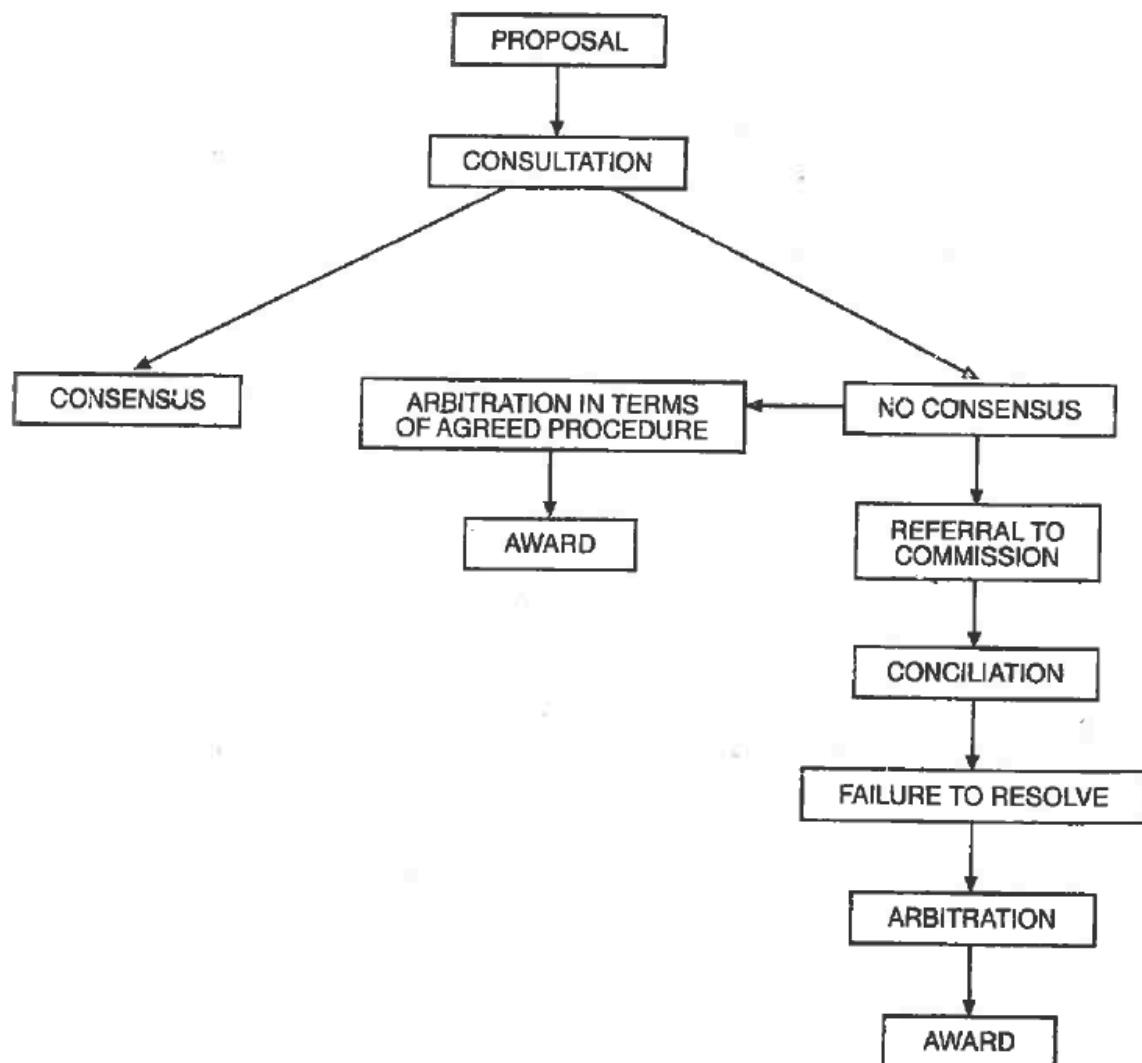 PROPOSAL
CONSULTATION
CONSENSUS
ARBITRATION IN TERMS
OF AGREED PROCEDURE
NO CONSENSUS
AWARD
REFERRAL TO
COMMISSION
CONCILIATION
FAILURE TO RESOLVE
ARBITRATION
AWARD